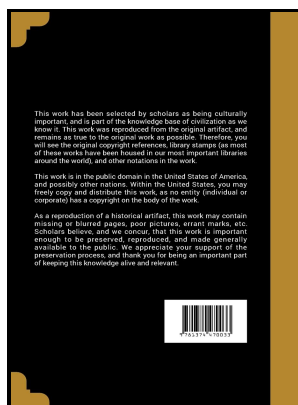 This work has been selected by scholars as being culturally
important, and is part of the knowledge base of civilization as we
know it. This work was reproduced from the original artifact, and
remains as true to the original work as possible. Therefore, you
will see the original copyright references, library stamps (as most
of these works have been housed in our most important libraries
around the world), and other notations in the work.
This work is in the public domain in the United States of America,
and possibly other nations. Within the United States, you may
freely copy and distribute this work, as no entity (individual or
corporate) has a copyright on the body of the work.
As a reproduction of a historical artifact, this work may contain
missing or blurred pages, poor pictures, errant marks, etc.
Scholars believe, and we concur, that this work is important
enough to be preserved, reproduced, and made generally
available to the public. We appreciate your support of the
preservation process, and thank you for being an important part
of keeping this knowledge alive and relevant.
9 781374 470033